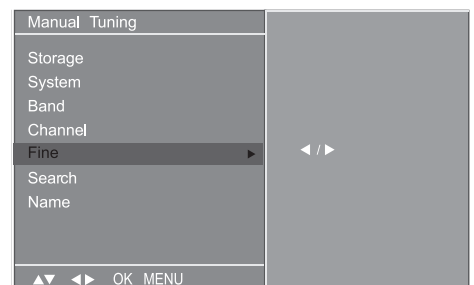 Manual Tuning
Storage
System
Band
Channel
Fine ►
◄ / ►
Search
Name
▲▼ ◄► OK MENU